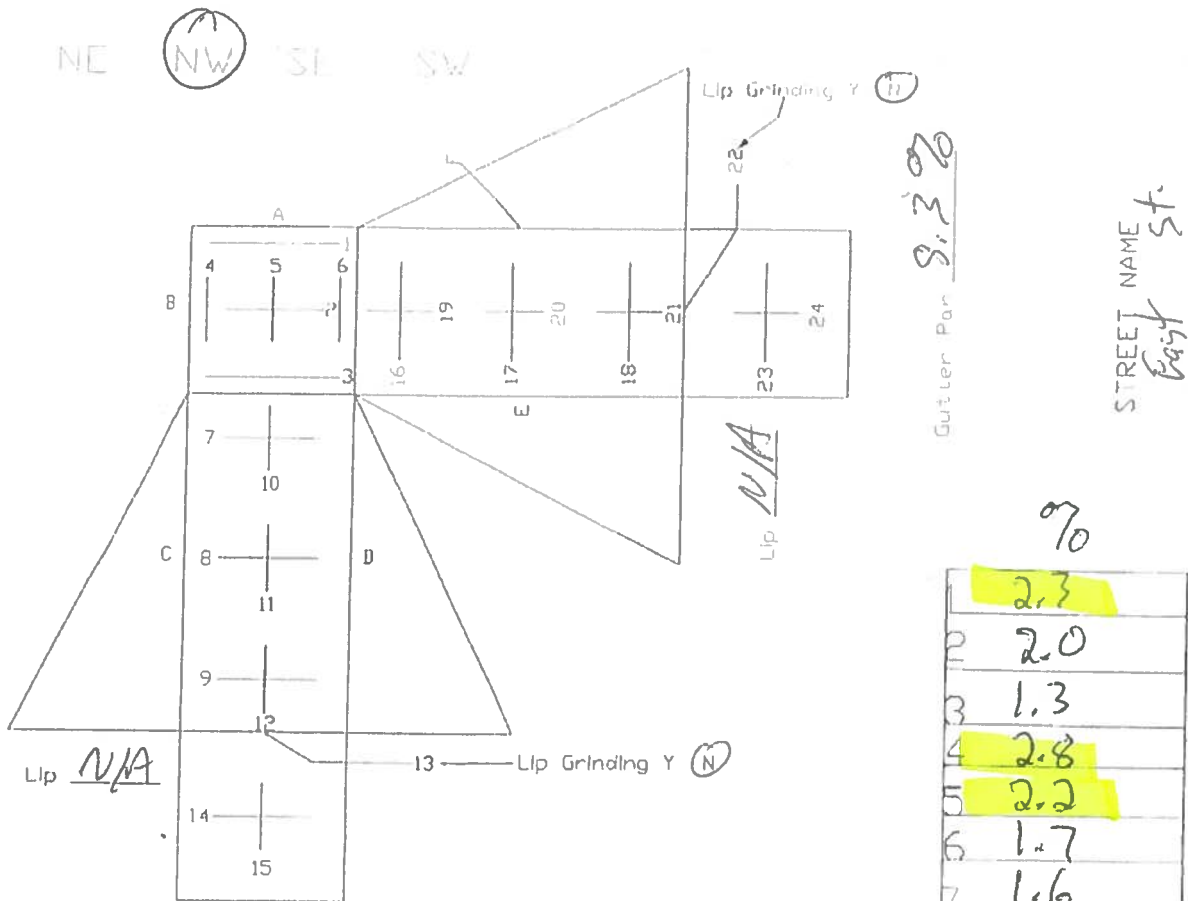 NE NW SE SW
Lip Grinding Y N
22
A
1
4 5 6
B
2 19 20 21 24
3 16 17 18 23
E
Gutter Pan 8.3%
STREET NAME
St.
7
10
Lip N/A
C 8 D
11
9
12
Lip N/A 13 Lip Grinding Y N
14
15
%
1 2.3
2 2.0
3 1.3
4 2.8
5 2.2
6 1.7
7 1.6